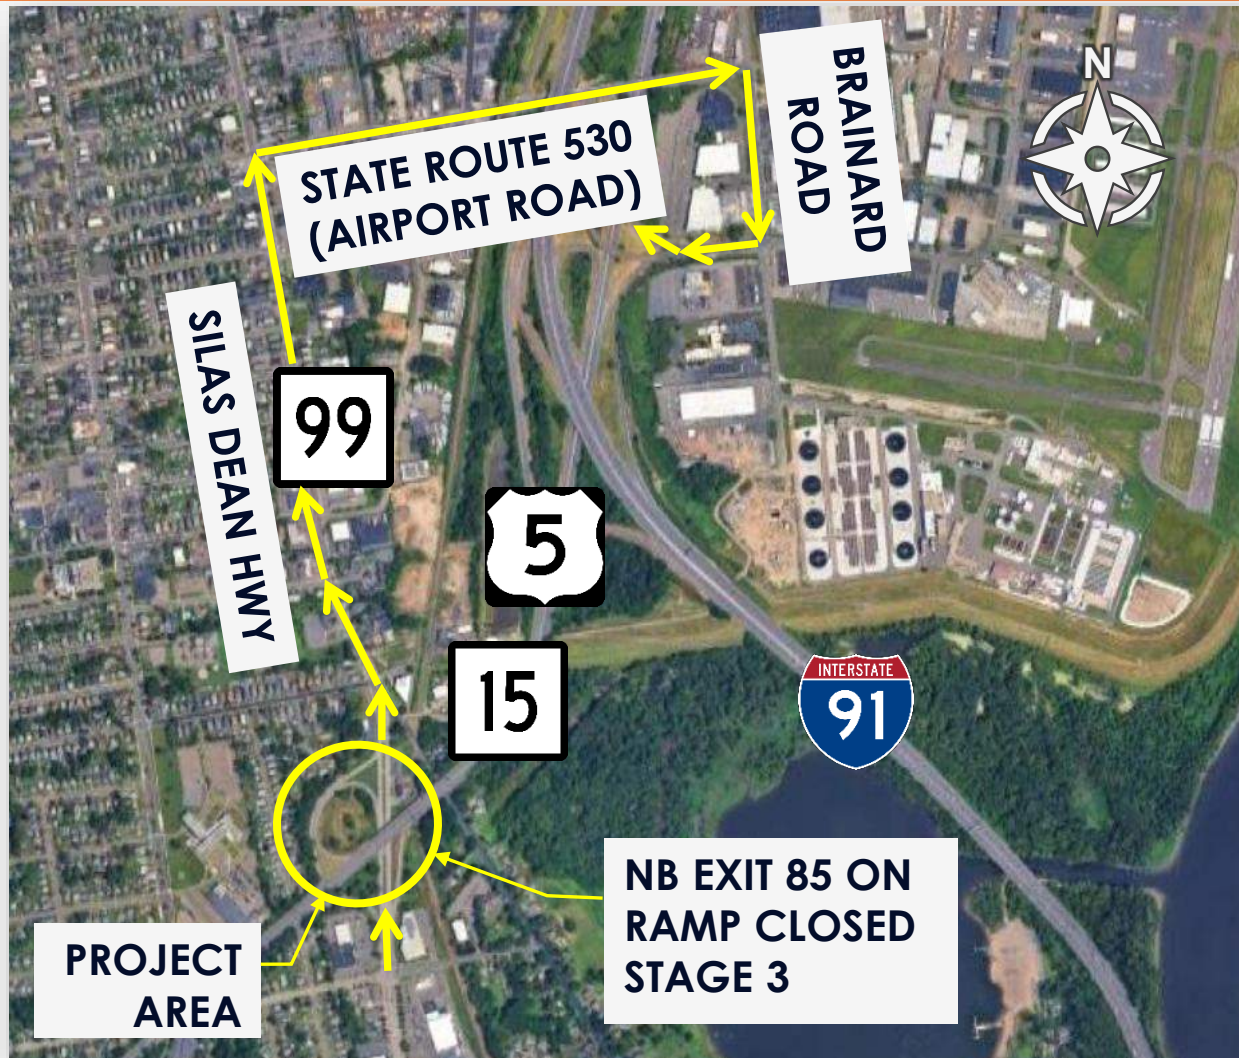 N
BRAINARD
ROAD
STATE ROUTE 530
(AIRPORT ROAD)
SILAS DEAN HWY
99
5
15
INTERSTATE
91
NB EXIT 85 ON
RAMP CLOSED
STAGE 3
PROJECT
AREA